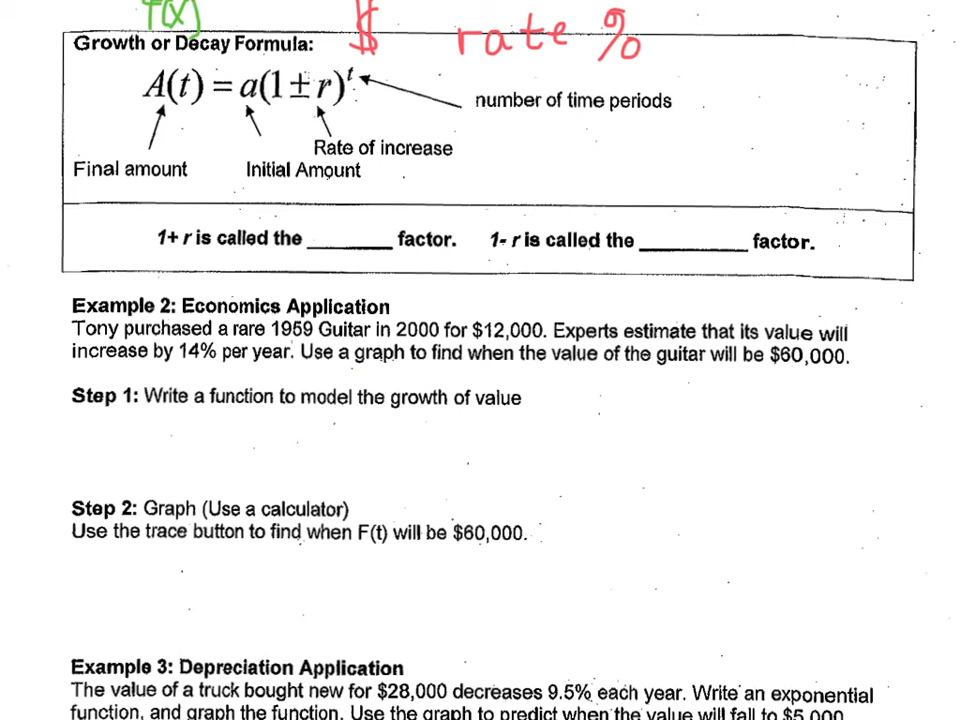 f(x) $ rate %
Growth or Decay Formula:
A(t) = a(1 ± r)^t
number of time periods
Rate of increase
Final amount Initial Amount
1+ r is called the ________ factor. 1- r is called the __________ factor.
Example 2: Economics Application
Tony purchased a rare 1959 Guitar in 2000 for $12,000. Experts estimate that its value will
increase by 14% per year. Use a graph to find when the value of the guitar will be $60,000.
Step 1: Write a function to model the growth of value
Step 2: Graph (Use a calculator)
Use the trace button to find when F(t) will be $60,000.
Example 3: Depreciation Application
The value of a truck bought new for $28,000 decreases 9.5% each year. Write an exponential
function, and graph the function. Use the graph to predict when the value will fall to $5,000.